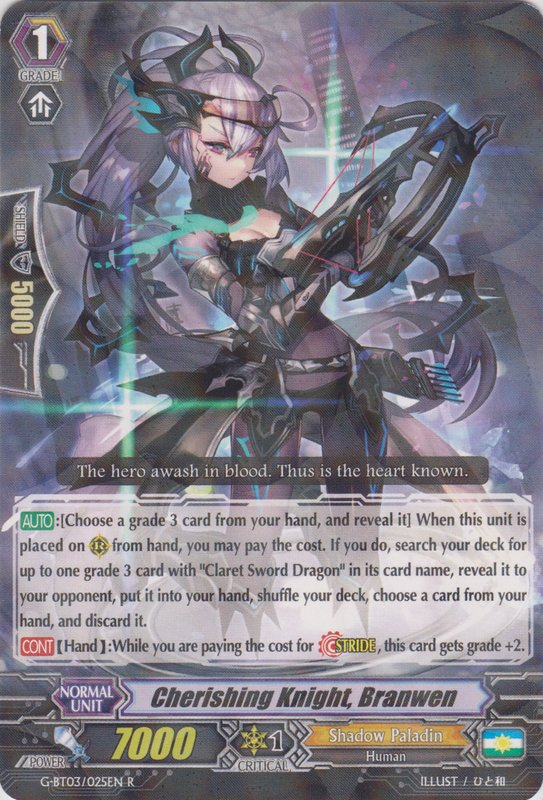 1
GRADE
SHIELD
5000
The hero awash in blood. Thus is the heart known.
AUTO:[Choose a grade 3 card from your hand, and reveal it] When this unit is
placed on R from hand, you may pay the cost. If you do, search your deck for
up to one grade 3 card with "Claret Sword Dragon" in its card name, reveal it to
your opponent, put it into your hand, shuffle your deck, choose a card from your
hand, and discard it.
CONT【Hand】:While you are paying the cost for STRIDE, this card gets grade +2.
NORMAL
UNIT
Cherishing Knight, Branwen
POWER
7000
1
CRITICAL
Shadow Paladin
Human
G-BT03/025EN R
ILLUST / ひと和